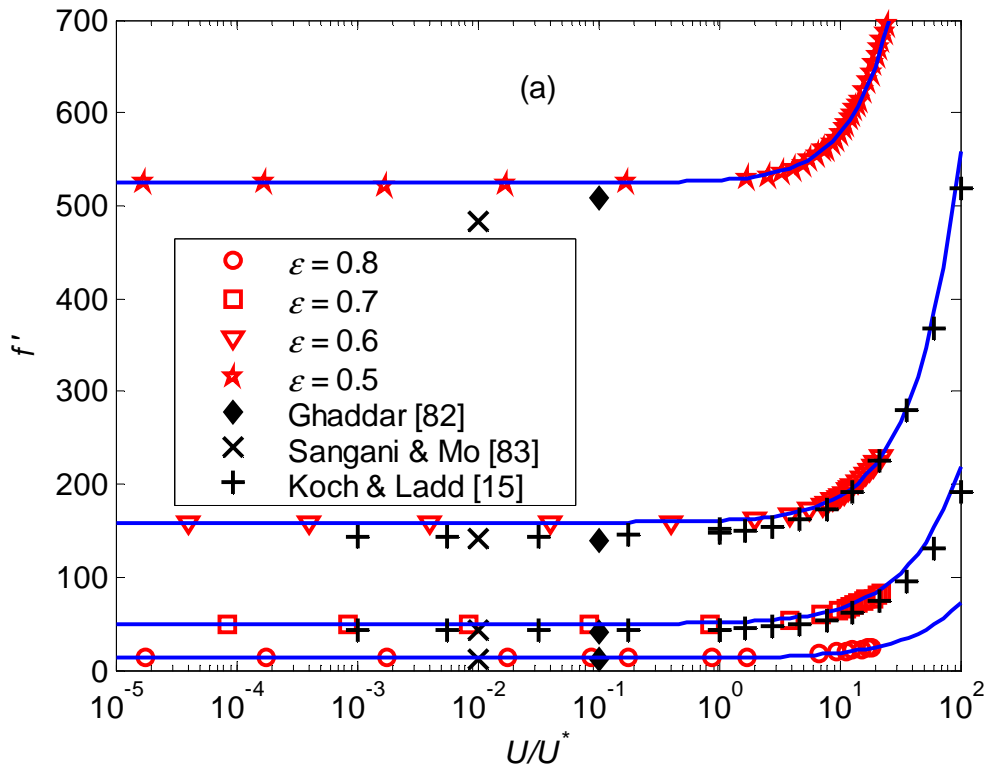 700
600
500
400
300
200
100
0
f'
(a)
ε = 0.8
ε = 0.7
ε = 0.6
ε = 0.5
Ghaddar [82]
Sangani & Mo [83]
Koch & Ladd [15]
10^-5 10^-4 10^-3 10^-2 10^-1 10^0 10^1 10^2
U/U*